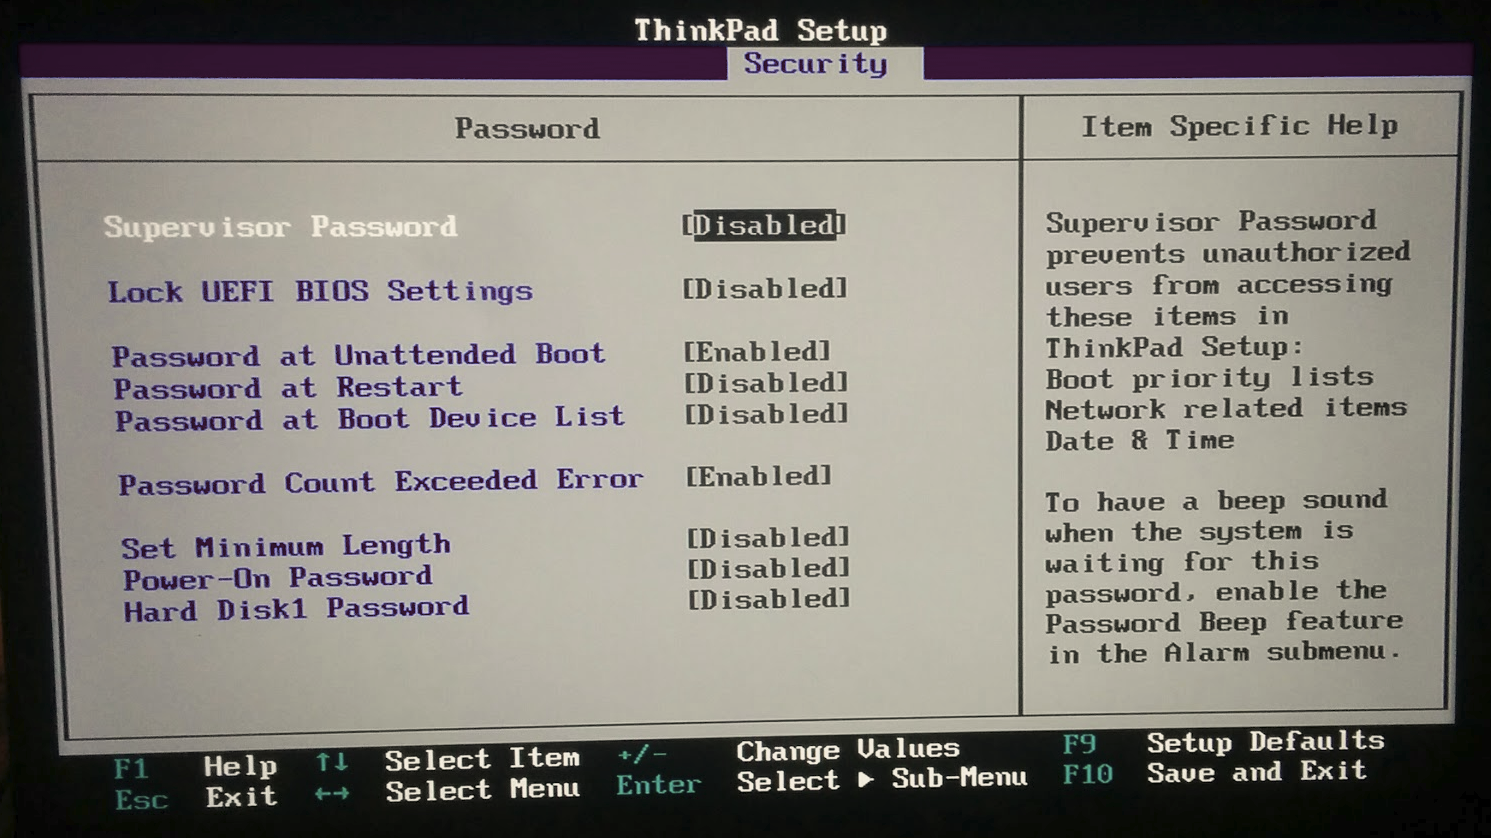 ThinkPad Setup
Security
Password
Item Specific Help
Supervisor Password [Disabled]
Lock UEFI BIOS Settings [Disabled]
Password at Unattended Boot [Enabled]
Password at Restart [Disabled]
Password at Boot Device List [Disabled]
Password Count Exceeded Error [Enabled]
Set Minimum Length [Disabled]
Power-On Password [Disabled]
Hard Disk1 Password [Disabled]
Supervisor Password
prevents unauthorized
users from accessing
these items in
ThinkPad Setup:
Boot priority lists
Network related items
Date & Time
To have a beep sound
when the system is
waiting for this
password, enable the
Password Beep feature
in the Alarm submenu.
F1 Help ↑↓ Select Item +/- Change Values F9 Setup Defaults
Esc Exit ←→ Select Menu Enter Select ▶ Sub-Menu F10 Save and Exit